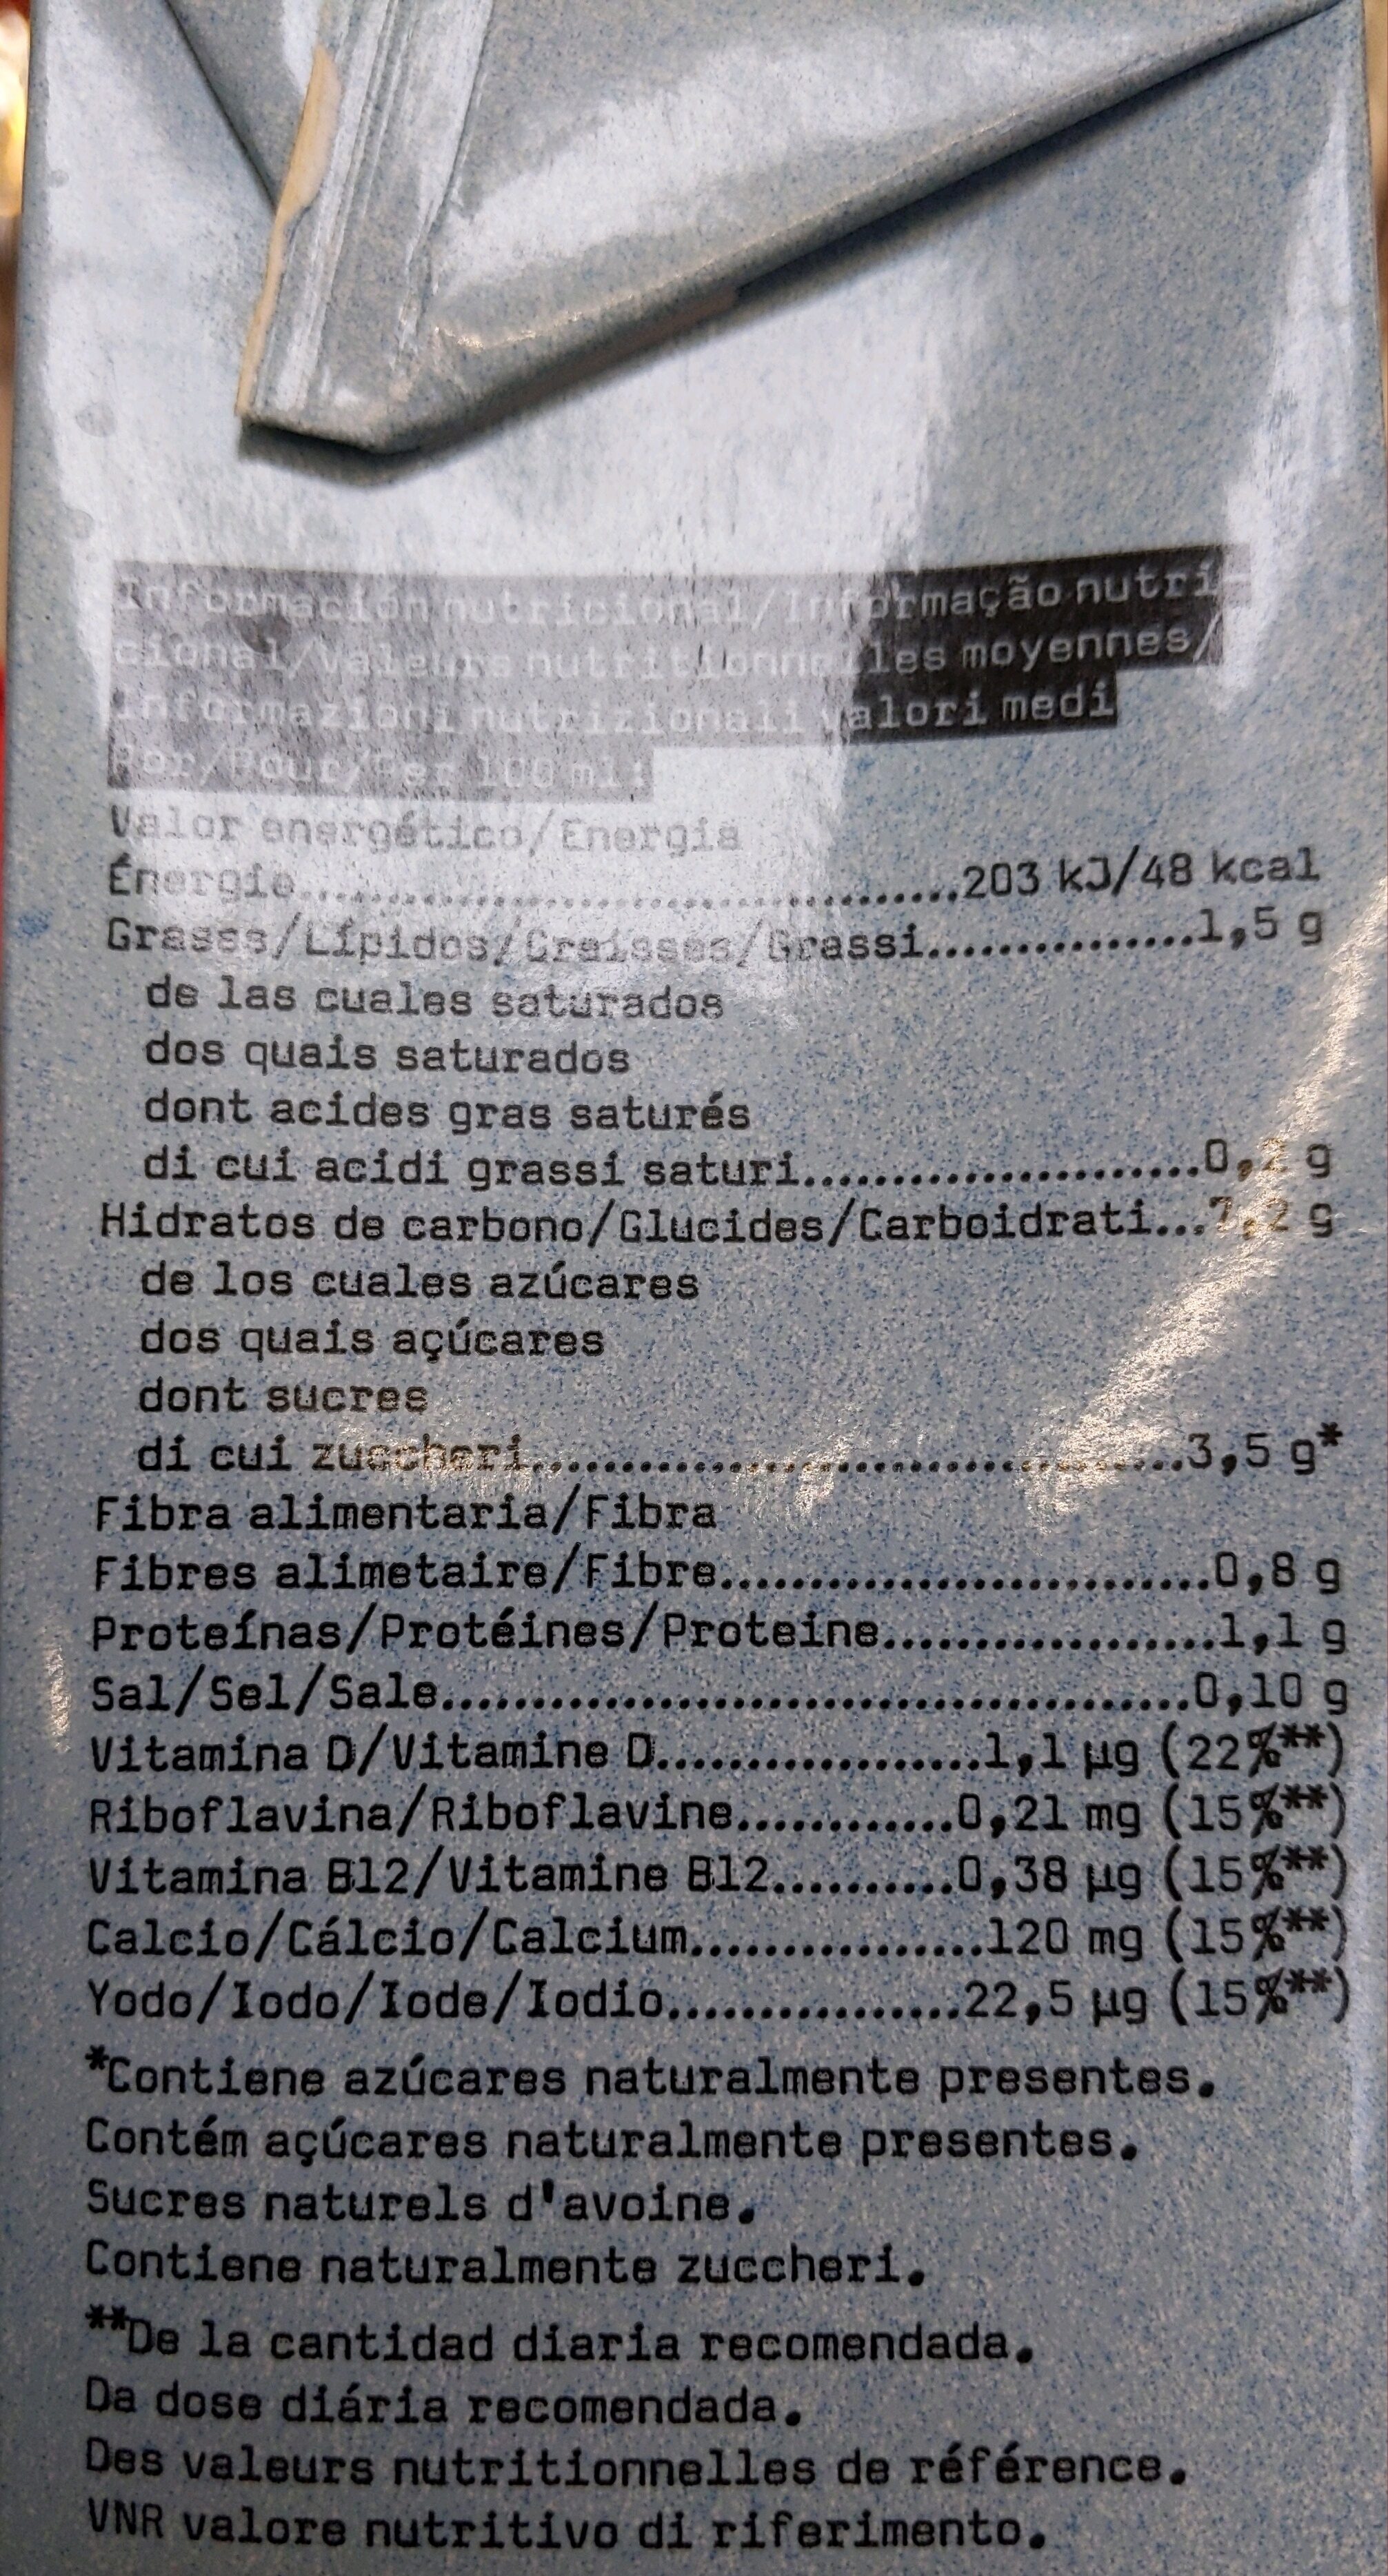 Información nutricional/Informação nutri-
cional/Valeurs nutritionnelles moyennes/
Informazioni nutrizionali valori medi
Por/Pour/Per 100 ml:
Valor energético/Energia
Énergie.....................................203 kJ/48 kcal
Grasas/Lípidos/Graisses/Grassi...............1,5 g
de las cuales saturados
dos quais saturados
dont acides gras saturés
di cui acidi grassi saturi......................0,2 g
Hidratos de carbono/Glucides/Carboidrati...7,2 g
de los cuales azúcares
dos quais açúcares
dont sucres
di cui zuccheri.....................................3,5 g*
Fibra alimentaria/Fibra
Fibres alimetaire/Fibre...........................0,8 g
Proteínas/Protéines/Proteine..................1,1 g
Sal/Sel/Sale.........................................0,10 g
Vitamina D/Vitamine D..................1,1 µg (22%**)
Riboflavina/Riboflavine............0,21 mg (15%**)
Vitamina B12/Vitamine B12..........0,38 µg (15%**)
Calcio/Cálcio/Calcium................120 mg (15%**)
Yodo/Iodo/Iode/Iodio................22,5 µg (15%**)
*Contiene azúcares naturalmente presentes.
Contém açúcares naturalmente presentes.
Sucres naturels d'avoine.
Contiene naturalmente zuccheri.
**De la cantidad diaria recomendada.
Da dose diária recomendada.
Des valeurs nutritionnelles de référence.
VNR valore nutritivo di riferimento.